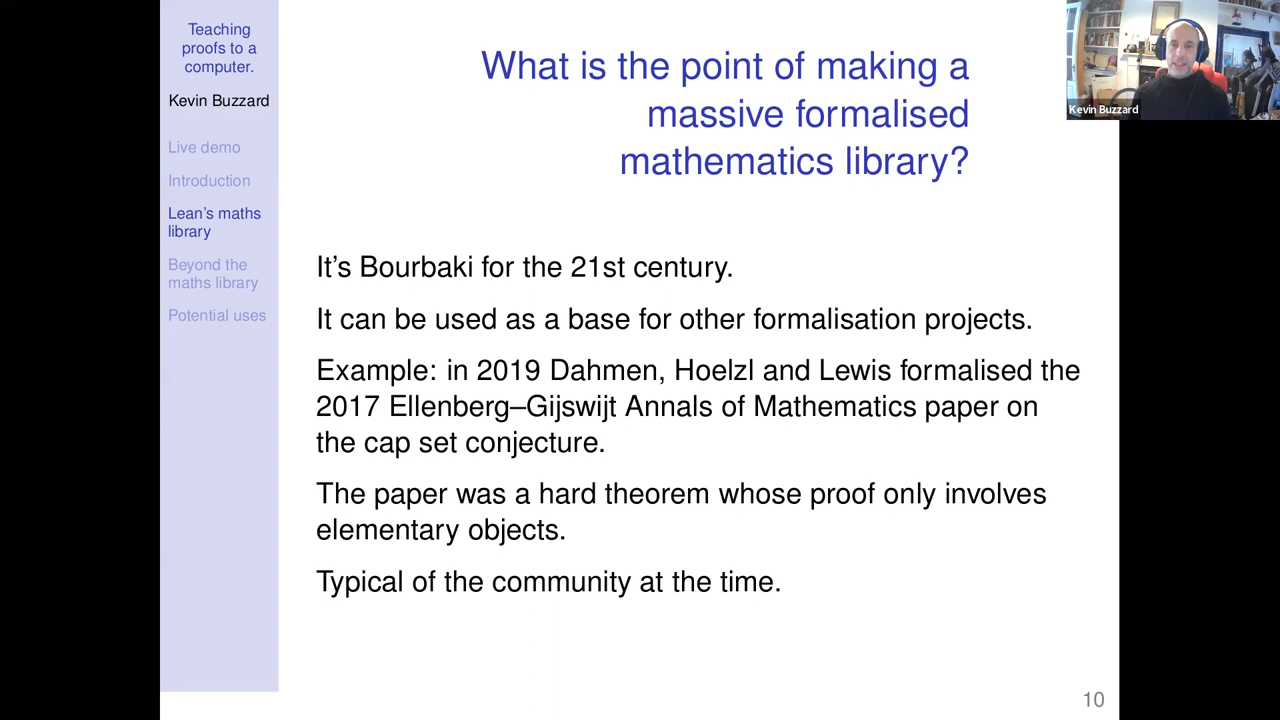 Teaching
proofs to a
computer.
Kevin Buzzard
Live demo
Introduction
Lean's maths
library
Beyond the
maths library
Potential uses
What is the point of making a
massive formalised
mathematics library?
It's Bourbaki for the 21st century.
It can be used as a base for other formalisation projects.
Example: in 2019 Dahmen, Hoelzl and Lewis formalised the
2017 Ellenberg–Gijswijt Annals of Mathematics paper on
the cap set conjecture.
The paper was a hard theorem whose proof only involves
elementary objects.
Typical of the community at the time.
10
Kevin Buzzard